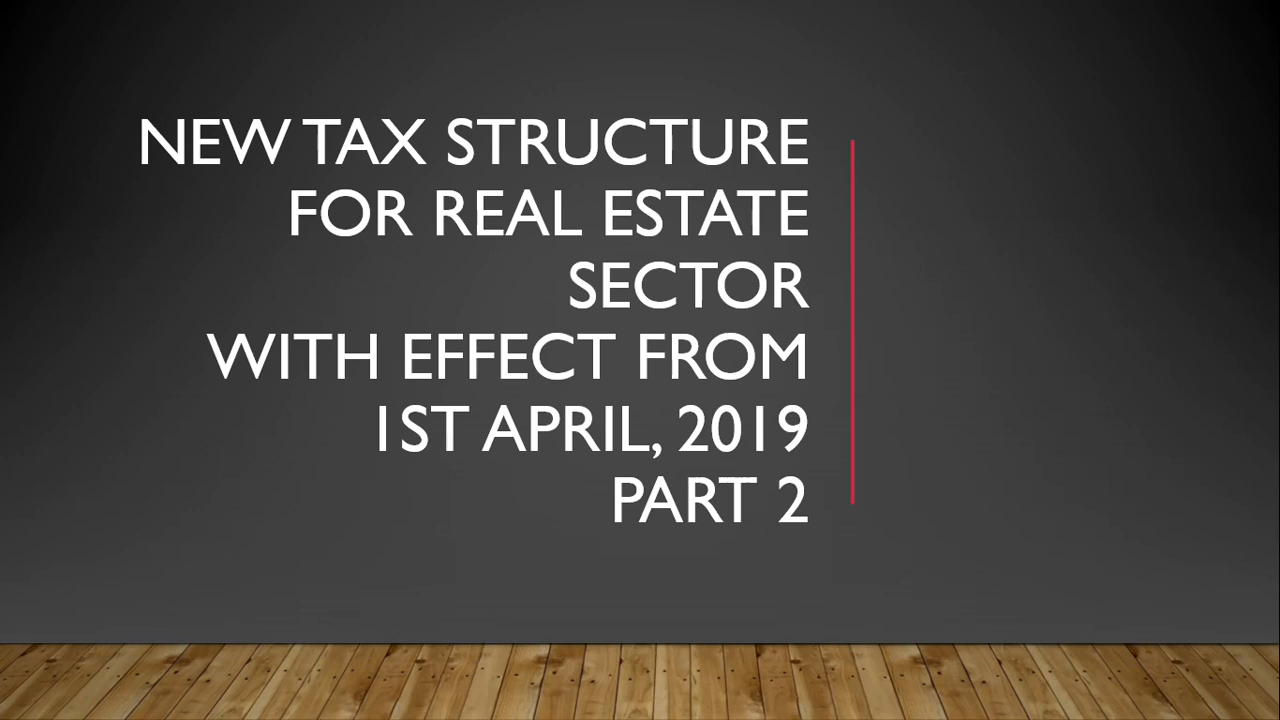 NEW TAX STRUCTURE
FOR REAL ESTATE
SECTOR
WITH EFFECT FROM
1ST APRIL, 2019
PART 2